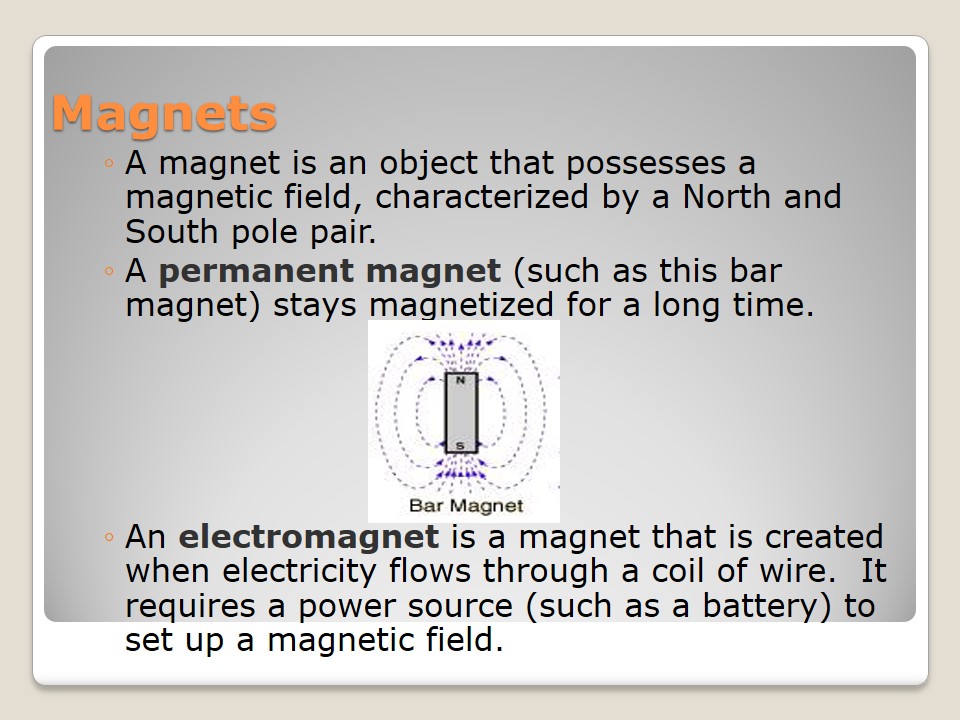 Magnets
◦ A magnet is an object that possesses a
magnetic field, characterized by a North and
South pole pair.
◦ A permanent magnet (such as this bar
magnet) stays magnetized for a long time.
N
S
Bar Magnet
◦ An electromagnet is a magnet that is created
when electricity flows through a coil of wire.  It
requires a power source (such as a battery) to
set up a magnetic field.